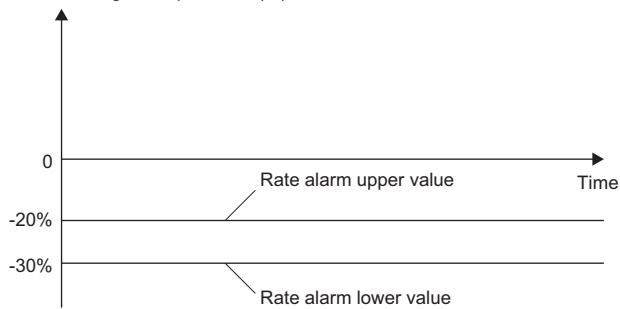 0
Rate alarm upper value
Time
-20%
-30%
Rate alarm lower value